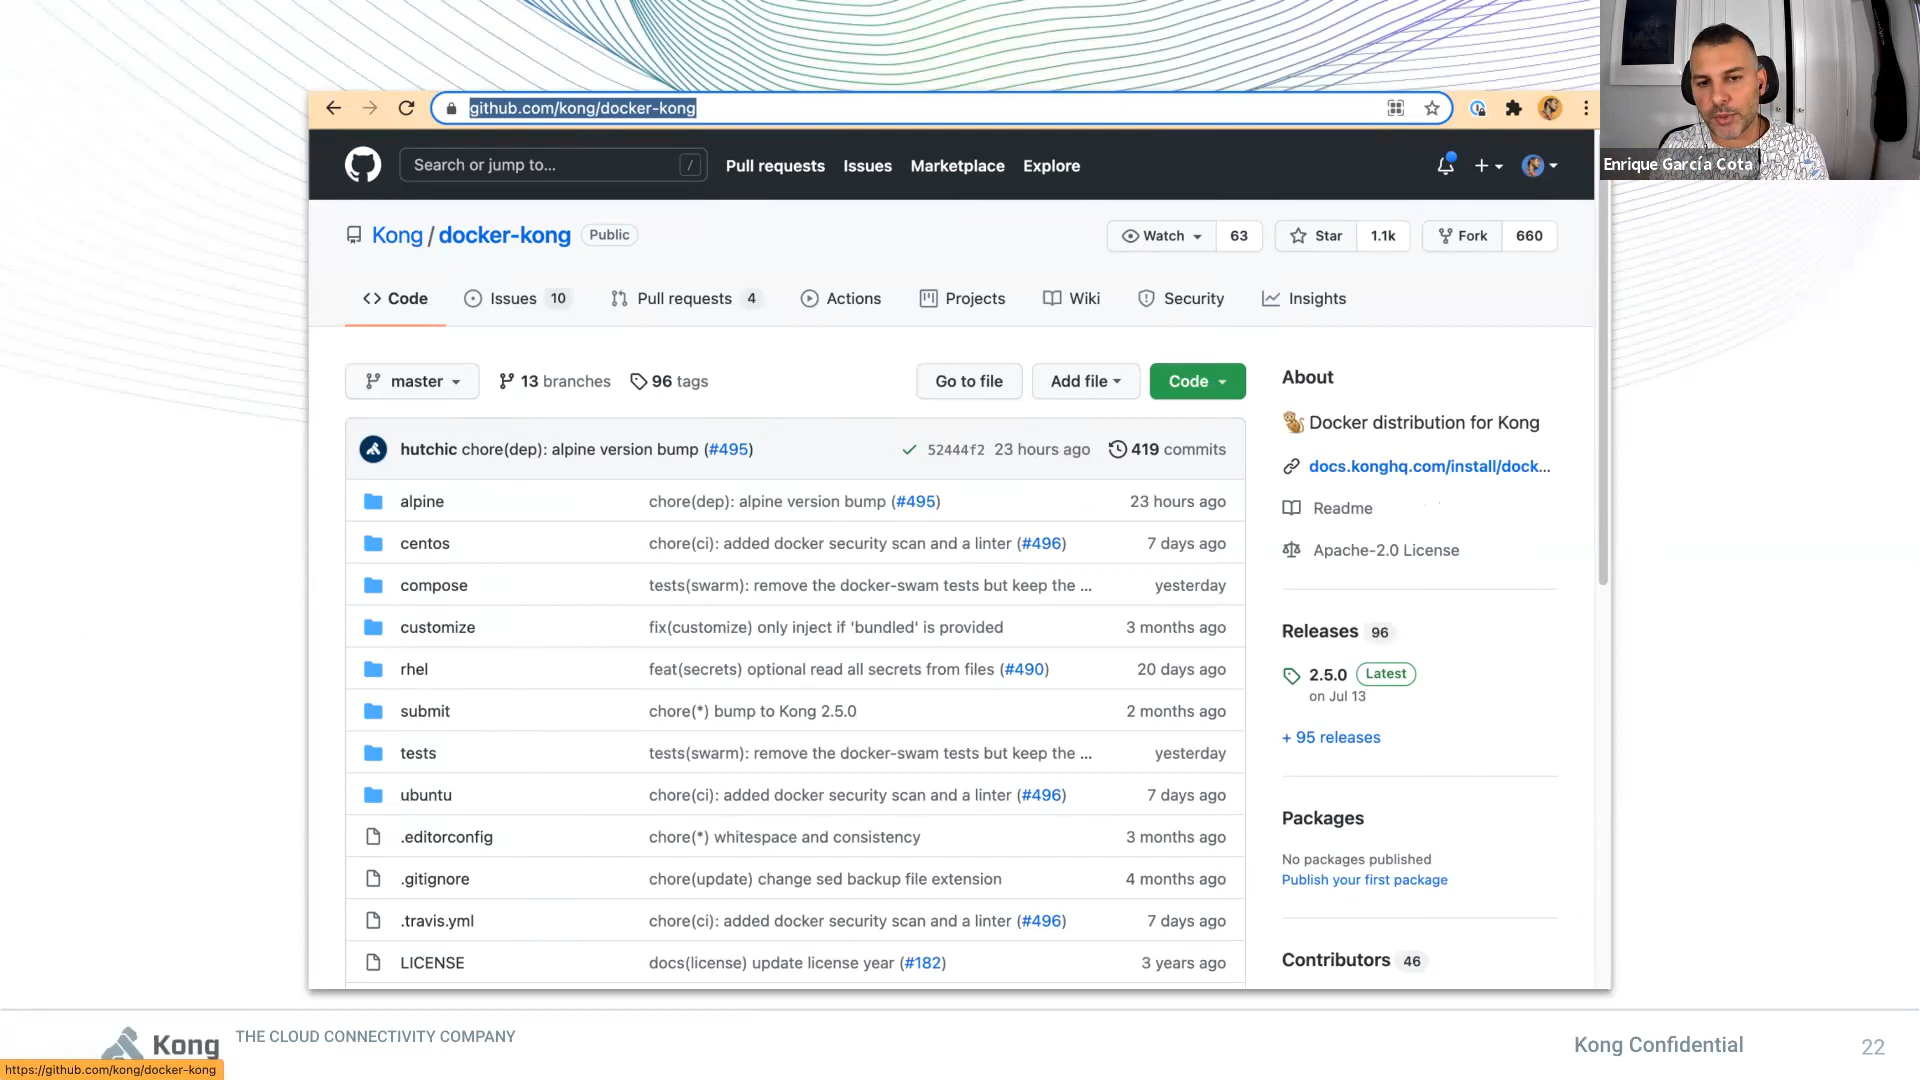 github.com/kong/docker-kong
Enrique García Cota
Search or jump to... /
Pull requests Issues Marketplace Explore
Kong / docker-kong Public
Watch 63 Star 1.1k Fork 660
Code Issues 10 Pull requests 4 Actions Projects Wiki Security Insights
master 13 branches 96 tags Go to file Add file Code
hutchic chore(dep): alpine version bump (#495) 52444f2 23 hours ago 419 commits
alpine chore(dep): alpine version bump (#495) 23 hours ago
centos chore(ci): added docker security scan and a linter (#496) 7 days ago
compose tests(swarm): remove the docker-swam tests but keep the ... yesterday
customize fix(customize) only inject if 'bundled' is provided 3 months ago
rhel feat(secrets) optional read all secrets from files (#490) 20 days ago
submit chore(*) bump to Kong 2.5.0 2 months ago
tests tests(swarm): remove the docker-swam tests but keep the ... yesterday
ubuntu chore(ci): added docker security scan and a linter (#496) 7 days ago
.editorconfig chore(*) whitespace and consistency 3 months ago
.gitignore chore(update) change sed backup file extension 4 months ago
.travis.yml chore(ci): added docker security scan and a linter (#496) 7 days ago
LICENSE docs(license) update license year (#182) 3 years ago
About
Docker distribution for Kong
docs.konghq.com/install/dock...
Readme
Apache-2.0 License
Releases 96
2.5.0 Latest
on Jul 13
+ 95 releases
Packages
No packages published
Publish your first package
Contributors 46
Kong THE CLOUD CONNECTIVITY COMPANY
Kong Confidential 22
https://github.com/kong/docker-kong